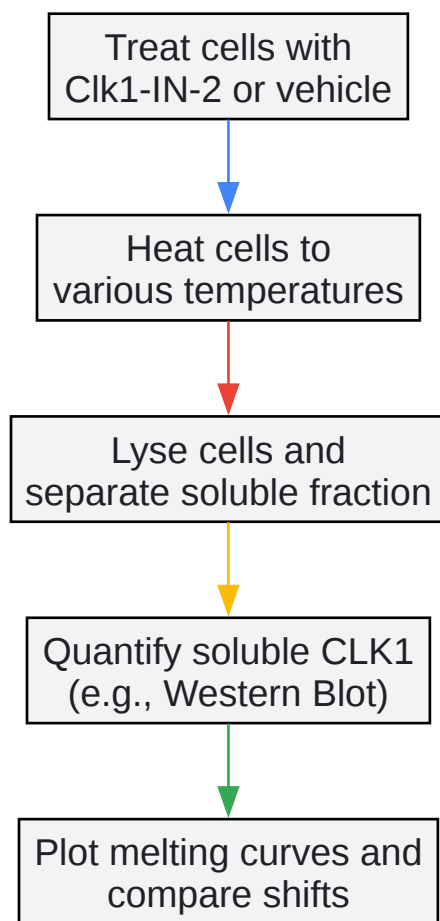 Treat cells with
Clk1-IN-2 or vehicle
Heat cells to
various temperatures
Lyse cells and
separate soluble fraction
Quantify soluble CLK1
(e.g., Western Blot)
Plot melting curves and
compare shifts